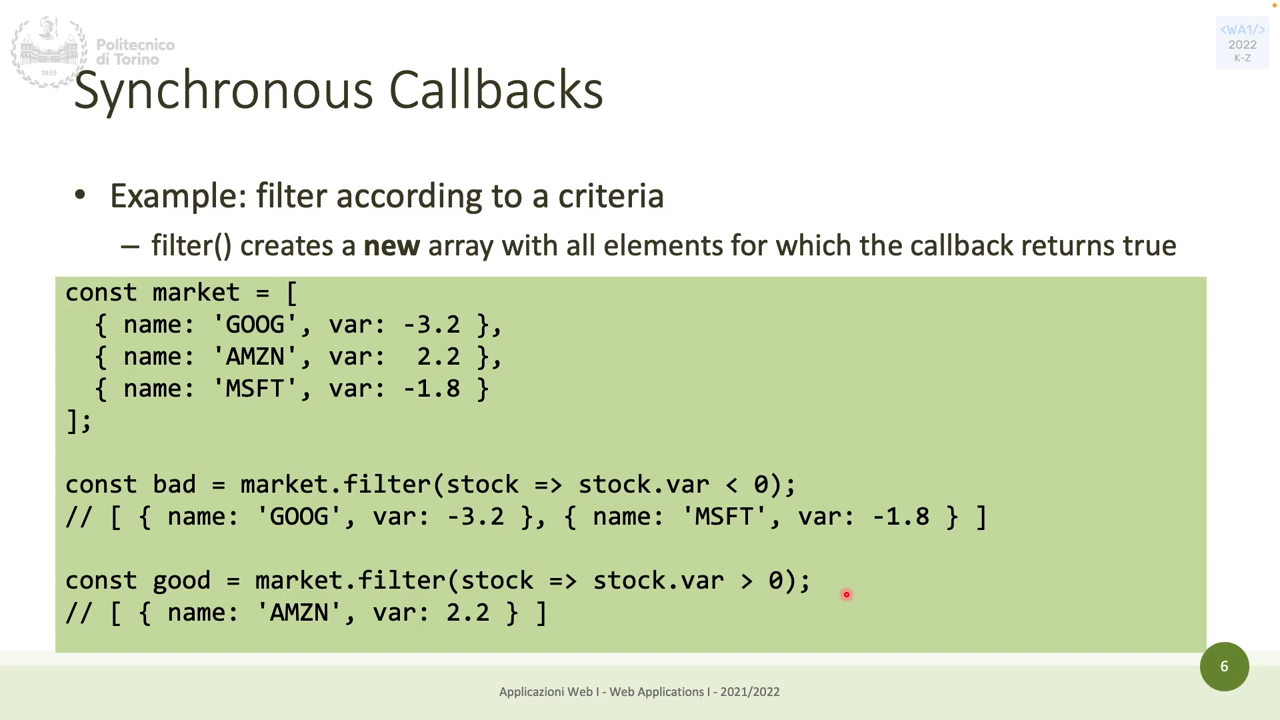 Politecnico
di Torino
1859
<WA1/>
2022
K-Z
Synchronous Callbacks
• Example: filter according to a criteria
– filter() creates a new array with all elements for which the callback returns true
const market = [
  { name: 'GOOG', var: -3.2 },
  { name: 'AMZN', var:  2.2 },
  { name: 'MSFT', var: -1.8 }
];
const bad = market.filter(stock => stock.var < 0);
// [ { name: 'GOOG', var: -3.2 }, { name: 'MSFT', var: -1.8 } ]
const good = market.filter(stock => stock.var > 0);
// [ { name: 'AMZN', var: 2.2 } ]
6
Applicazioni Web I - Web Applications I - 2021/2022